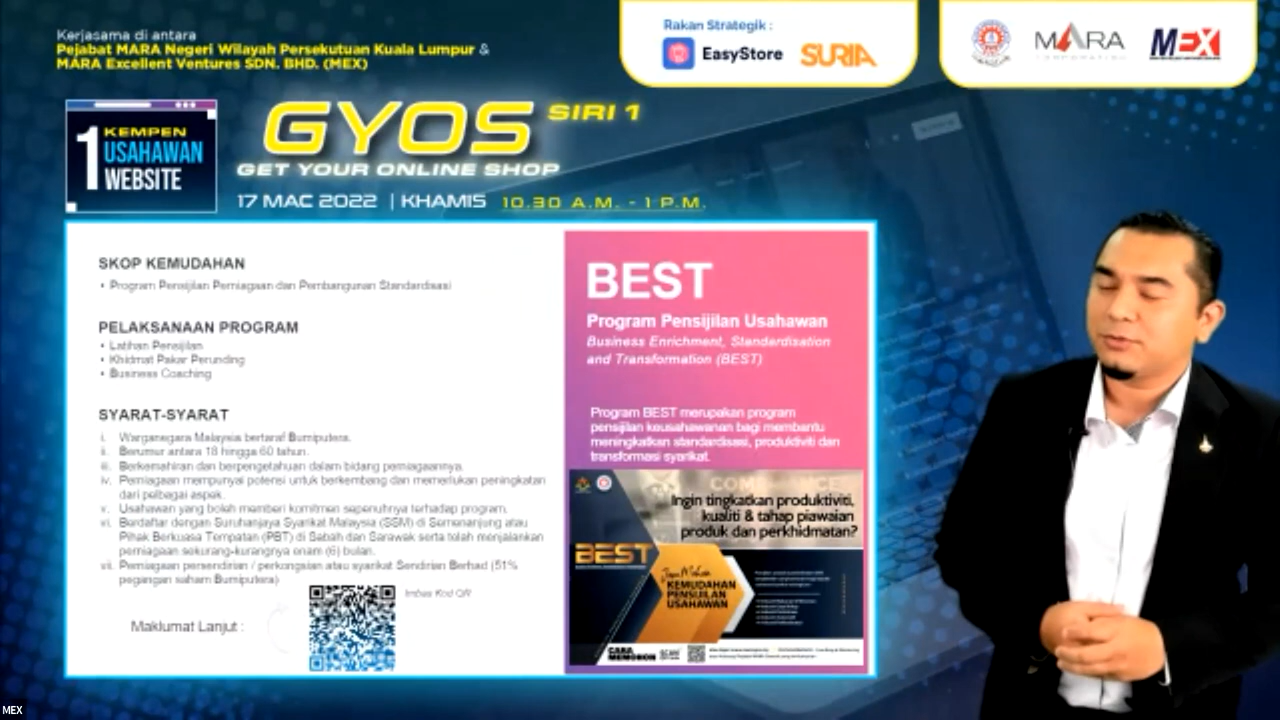 Kerjasama di antara
Pejabat MARA Negeri Wilayah Persekutuan Kuala Lumpur &
MARA Excellent Ventures SDN. BHD. (MEX)
Rakan Strategik :
EasyStore SURIA
MARA
CORPORATION
MEX
1 KEMPEN
USAHAWAN
WEBSITE
GYOS SIRI 1
GET YOUR ONLINE SHOP
17 MAC 2022 | KHAMIS 10.30 A.M. - 1 P.M.
SKOP KEMUDAHAN
• Program Pensijilan Perniagaan dan Pembangunan Standardisasi
PELAKSANAAN PROGRAM
• Latihan Pensijilan
• Khidmat Pakar Perunding
• Business Coaching
SYARAT-SYARAT
i. Warganegara Malaysia bertaraf Bumiputera.
ii. Berumur antara 18 hingga 60 tahun.
iii. Berkemahiran dan berpengetahuan dalam bidang perniagaannya.
iv. Perniagaan mempunyai potensi untuk berkembang dan memerlukan peningkatan
dari pelbagai aspek.
v. Usahawan yang boleh memberi komitmen sepenuhnya terhadap program.
vi. Berdaftar dengan Suruhanjaya Syarikat Malaysia (SSM) di Semenanjung atau
Pihak Berkuasa Tempatan (PBT) di Sabah dan Sarawak serta telah menjalankan
perniagaan sekurang-kurangnya enam (6) bulan.
vii. Perniagaan persendirian / perkongsian atau syarikat Sendirian Berhad (51%
pegangan saham Bumiputera)
Imbas Kod QR
Maklumat Lanjut :
BEST
Program Pensijilan Usahawan
Business Enrichment, Standardisation
and Transformation (BEST)
Program BEST merupakan program
pensijilan keusahawanan bagi membantu
meningkatkan standardisasi, produktiviti dan
transformasi syarikat.
Ingin tingkatkan produktiviti,
kualiti & tahap piawaian
produk dan perkhidmatan?
BEST
Jom Mohon
KEMUDAHAN
PENSIJILAN
USAHAWAN
CARA
MEMOHON
MEX